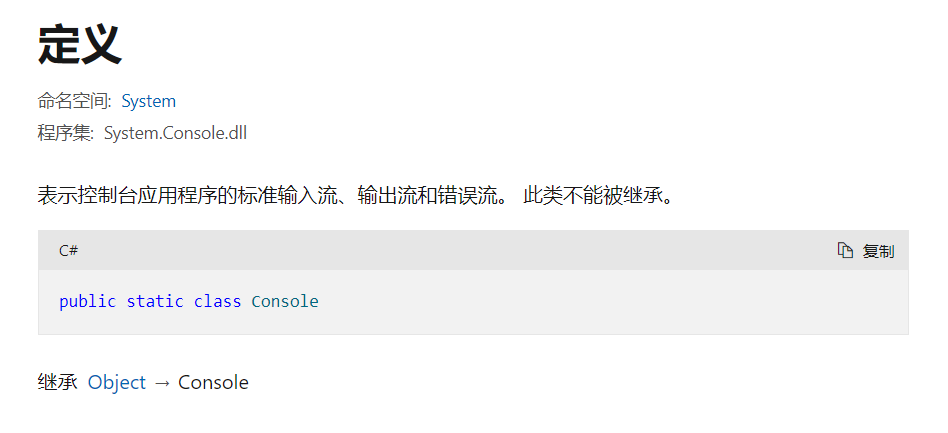 定义
命名空间: System
程序集: System.Console.dll
表示控制台应用程序的标准输入流、输出流和错误流。 此类不能被继承。
C# 复制
public static class Console
继承 Object → Console